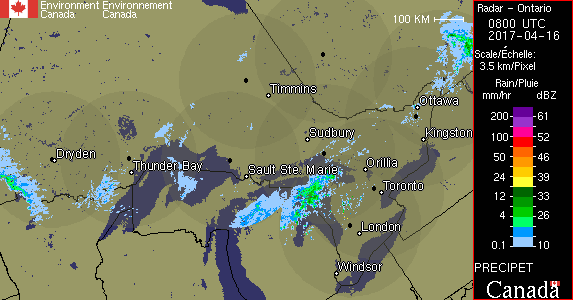 Environment Environnement
Canada Canada
100 KM
Timmins
Ottawa
Sudbury
Kingston
Dryden
Thunder Bay
Sault Ste. Marie
Orillia
Toronto
London
Windsor
Radar - Ontario
0800 UTC
2017-04-16
Scale/Échelle:
3.5 km/Pixel
Rain/Pluie
mm/hr dBZ
200 61
100 52
50 46
24 39
12 33
4 26
1 20
0.1 10
PRECIPET
Canada